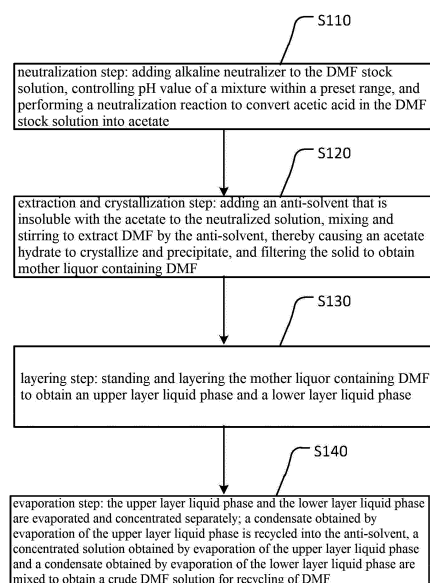 S110
neutralization step: adding alkaline neutralizer to the DMF stock
solution, controlling pH value of a mixture within a preset range, and
performing a neutralization reaction to convert acetic acid in the DMF
stock solution into acetate
S120
extraction and crystallization step: adding an anti-solvent that is
insoluble with the acetate to the neutralized solution, mixing and
stirring to extract DMF by the anti-solvent, thereby causing an acetate
hydrate to crystallize and precipitate, and filtering the solid to obtain
mother liquor containing DMF
S130
layering step: standing and layering the mother liquor containing DMF
to obtain an upper layer liquid phase and a lower layer liquid phase
S140
evaporation step: the upper layer liquid phase and the lower layer liquid phase
are evaporated and concentrated separately; a condensate obtained by
evaporation of the upper layer liquid phase is recycled into the anti-solvent, a
concentrated solution obtained by evaporation of the upper layer liquid phase
and a condensate obtained by evaporation of the lower layer liquid phase are
mixed to obtain a crude DMF solution for recycling of DMF